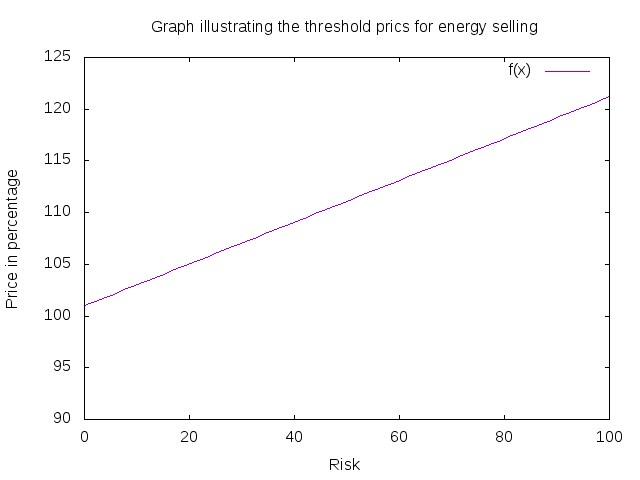 Graph illustrating the threshold prics for energy selling
f(x)
125
120
115
110
105
100
95
90
Price in percentage
0 20 40 60 80 100
Risk